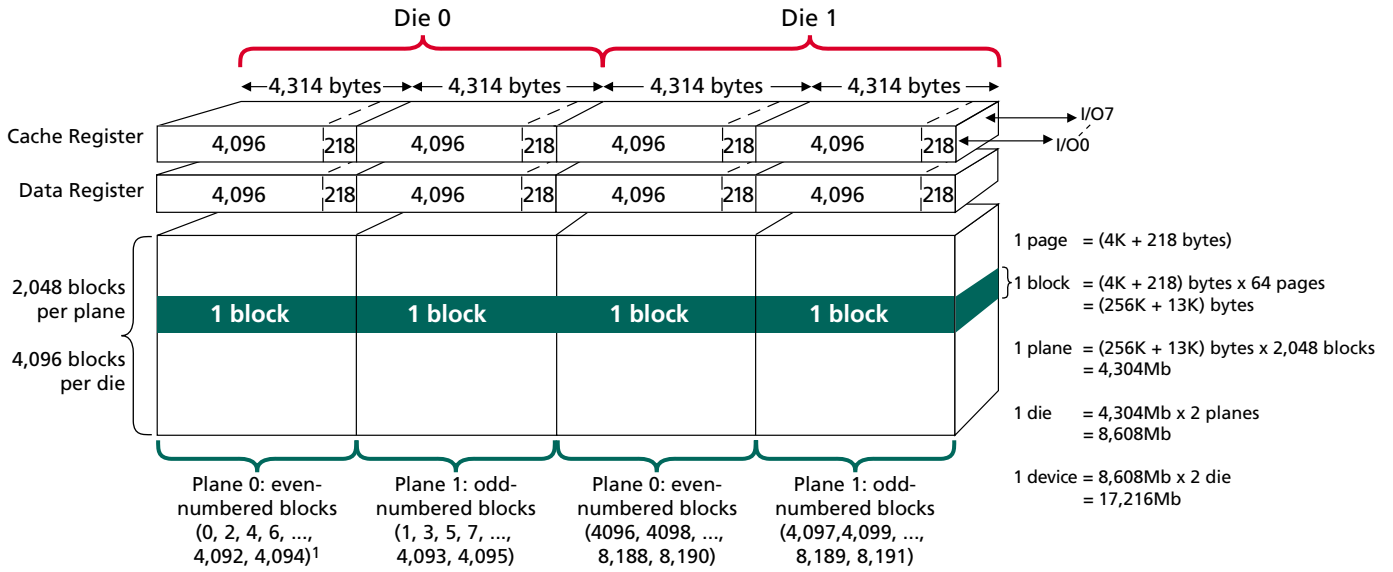 Die 0
Die 1
4,314 bytes
4,314 bytes
4,314 bytes
4,314 bytes
I/O7
I/O0
Cache Register
4,096
218
4,096
218
4,096
218
4,096
218
Data Register
4,096
218
4,096
218
4,096
218
4,096
218
2,048 blocks
per plane
4,096 blocks
per die
1 block
1 block
1 block
1 block
1 page = (4K + 218 bytes)
1 block = (4K + 218) bytes x 64 pages
= (256K + 13K) bytes
1 plane = (256K + 13K) bytes x 2,048 blocks
= 4,304Mb
1 die = 4,304Mb x 2 planes
= 8,608Mb
1 device = 8,608Mb x 2 die
= 17,216Mb
Plane 0: even-
numbered blocks
(0, 2, 4, 6, ...,
4,092, 4,094)1
Plane 1: odd-
numbered blocks
(1, 3, 5, 7, ...,
4,093, 4,095)
Plane 0: even-
numbered blocks
(4096, 4098, ...,
8,188, 8,190)
Plane 1: odd-
numbered blocks
(4,097,4,099, ...,
8,189, 8,191)